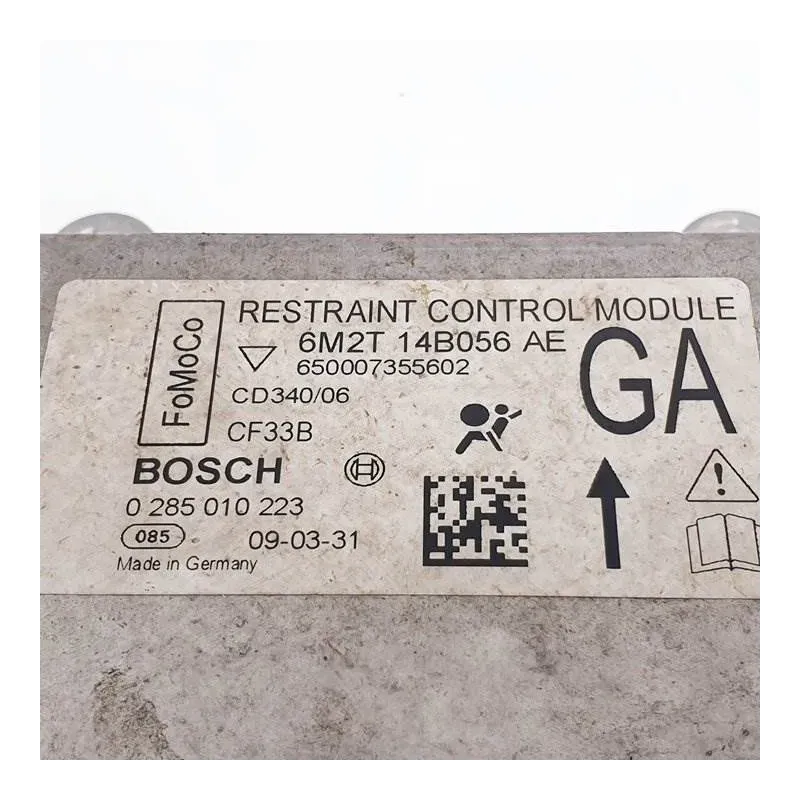 FoMoCo
RESTRAINT CONTROL MODULE
6M2T 14B056 AE
650007355602
CD340/06
CF33B
GA
BOSCH
0 285 010 223
085 09-03-31
Made in Germany